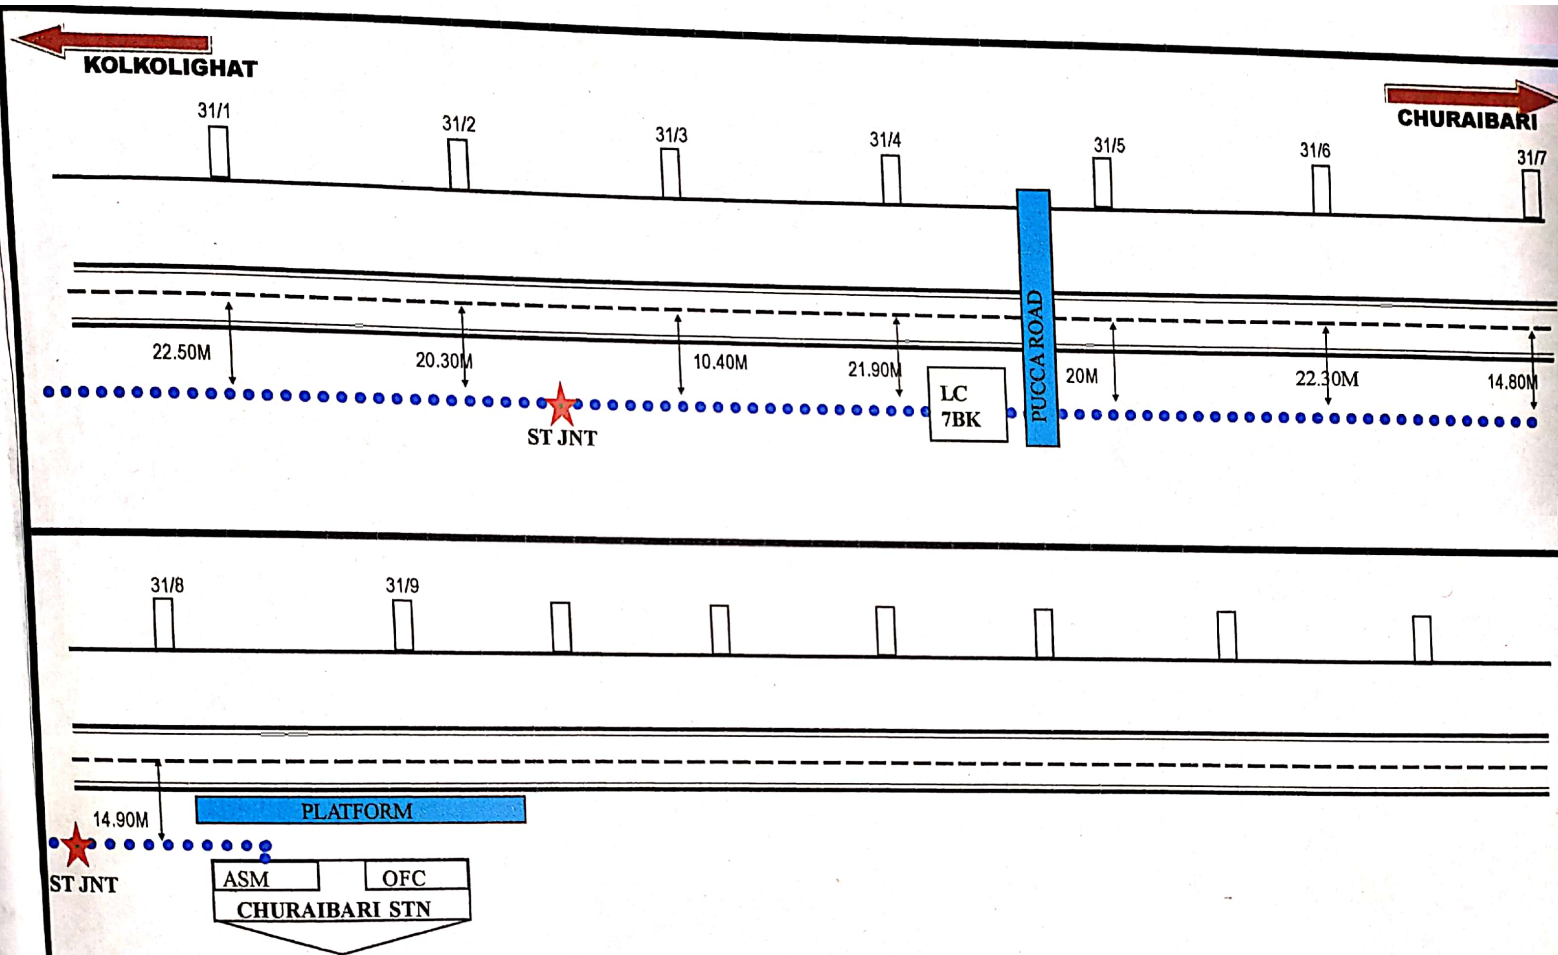 KOLKOLIGHAT
CHURAIBARI
31/1
31/2
31/3
31/4
31/5
31/6
31/7
22.50M
20.30M
10.40M
21.90M
20M
22.30M
14.80M
LC
7BK
PUCCA ROAD
ST JNT
31/8
31/9
14.90M
PLATFORM
ST JNT
ASM
OFC
CHURAIBARI STN